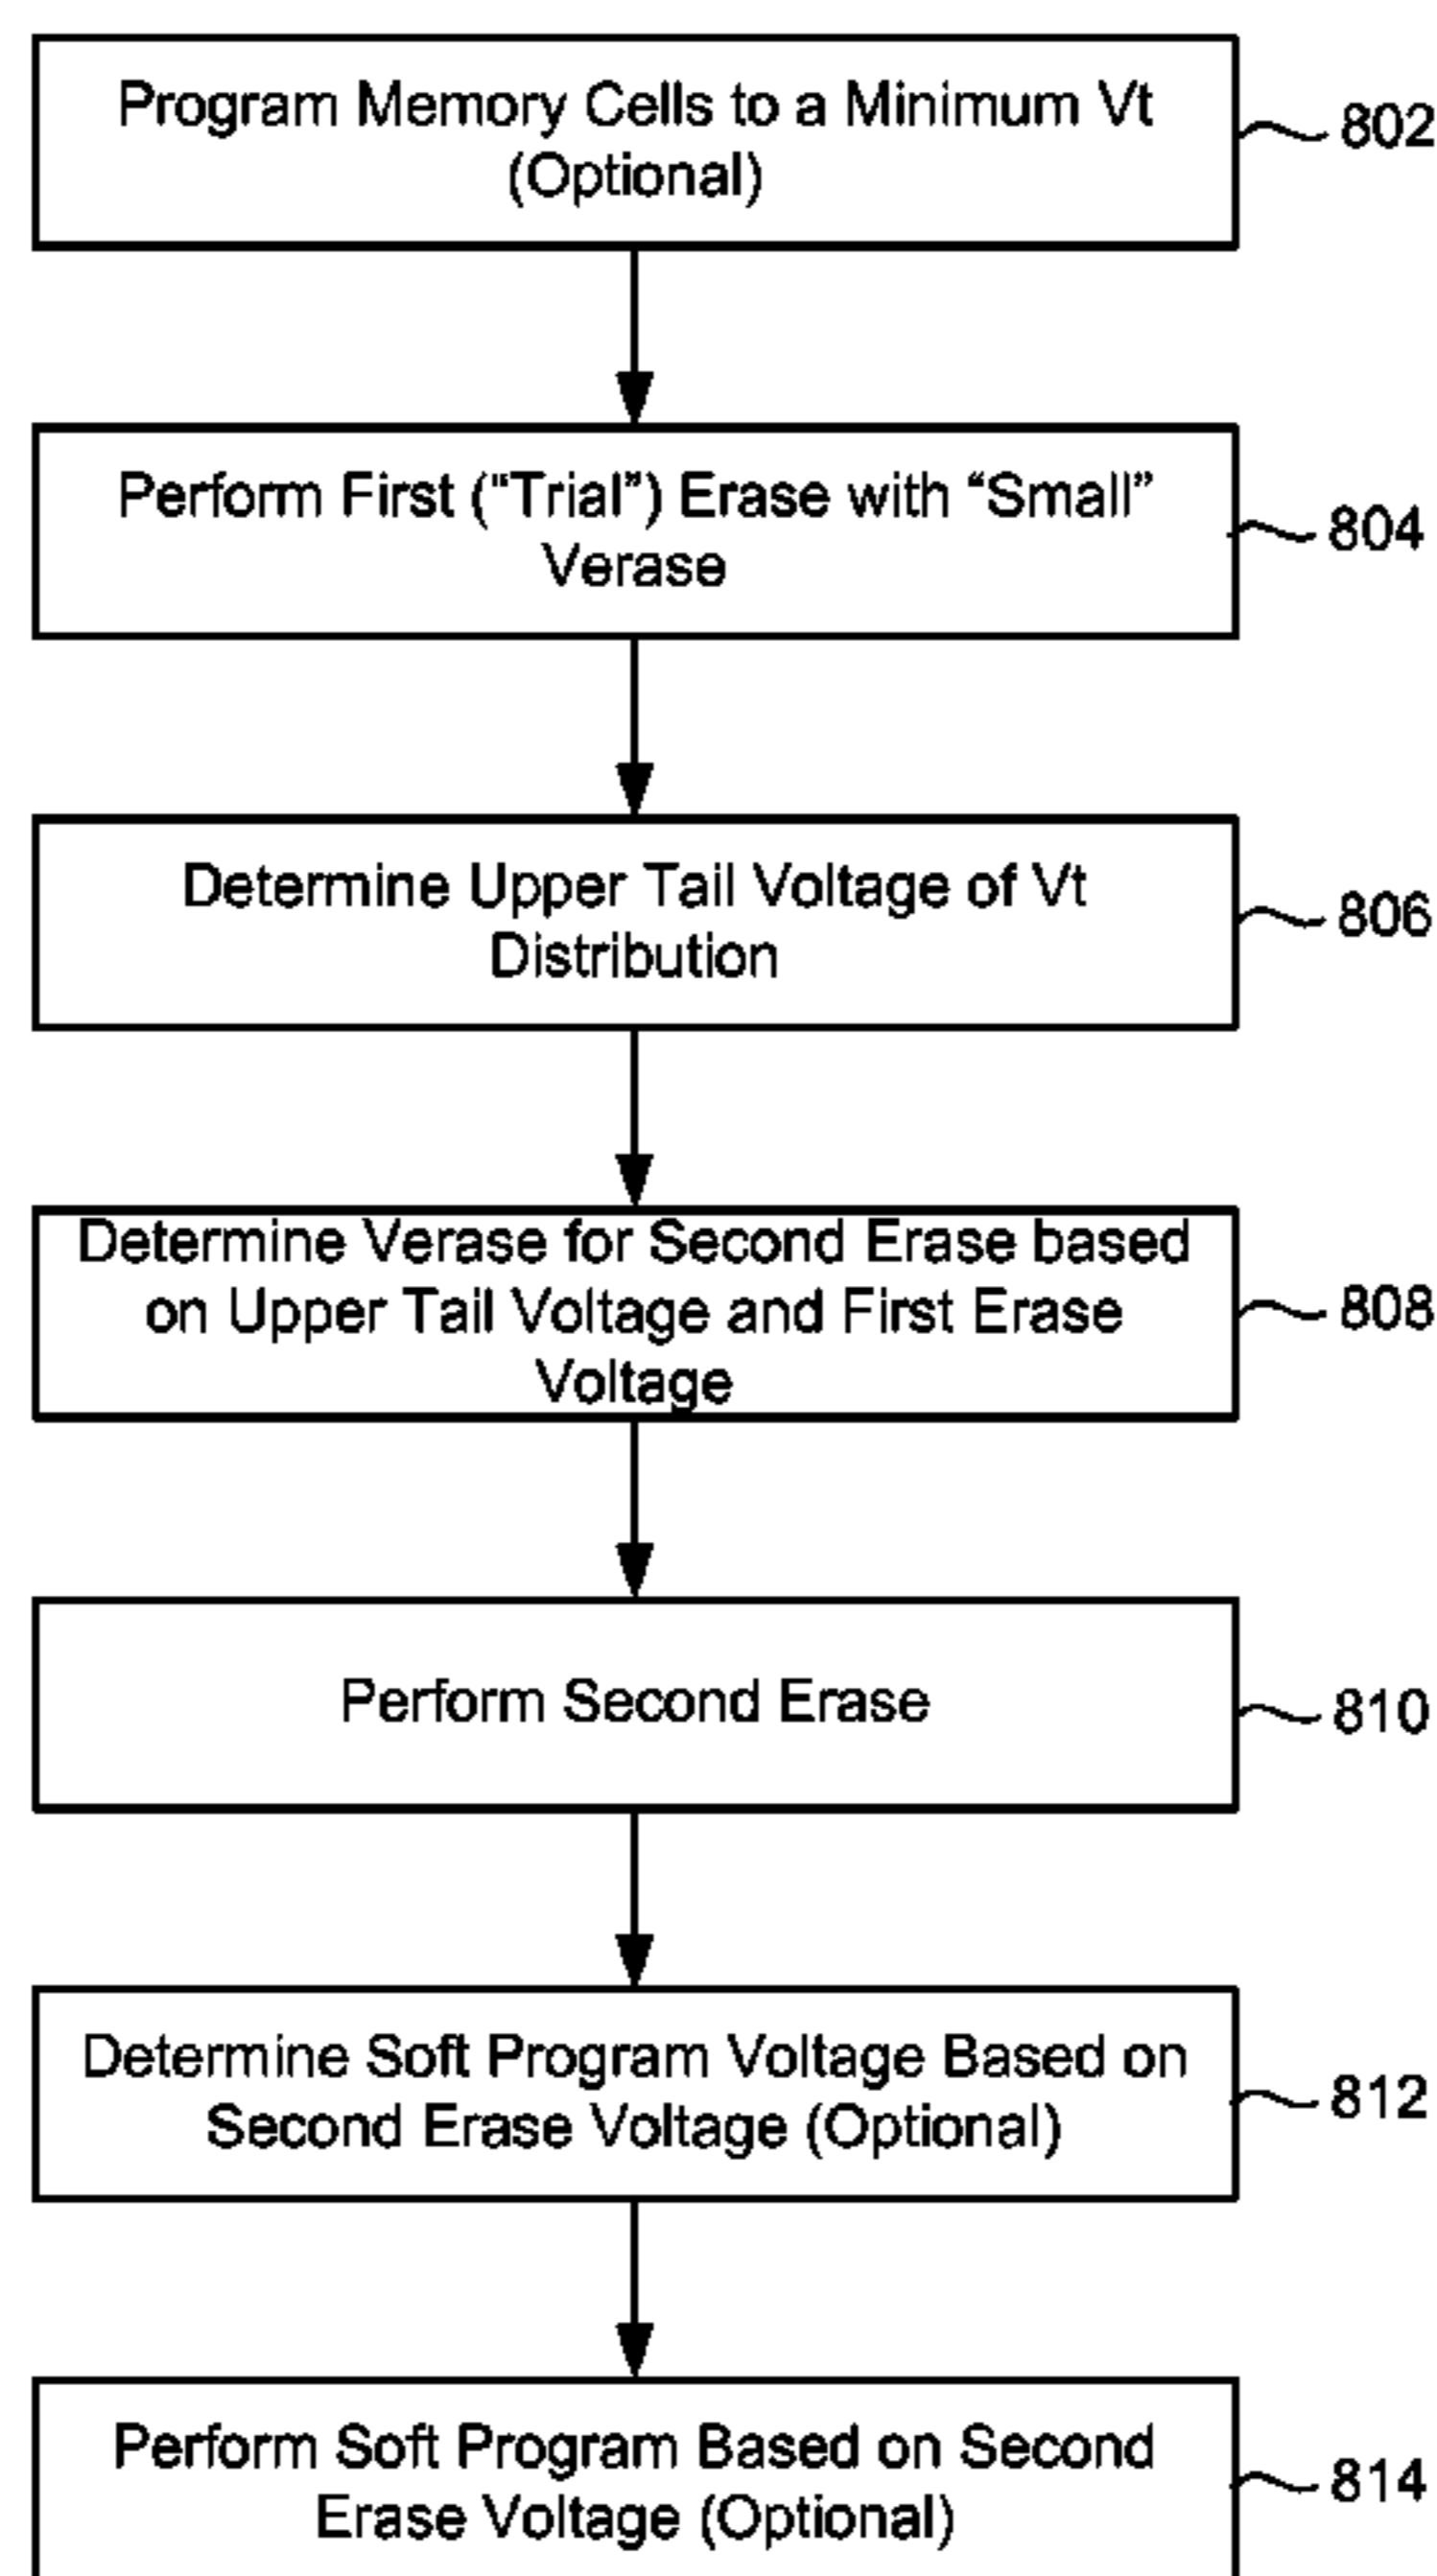 Program Memory Cells to a Minimum Vt
(Optional)
802
Perform First ("Trial") Erase with “Small”
Verase
804
Determine Upper Tail Voltage of Vt
Distribution
806
Determine Verase for Second Erase based
on Upper Tail Voltage and First Erase
Voltage
808
Perform Second Erase
810
Determine Soft Program Voltage Based on
Second Erase Voltage (Optional)
812
Perform Soft Program Based on Second
Erase Voltage (Optional)
814